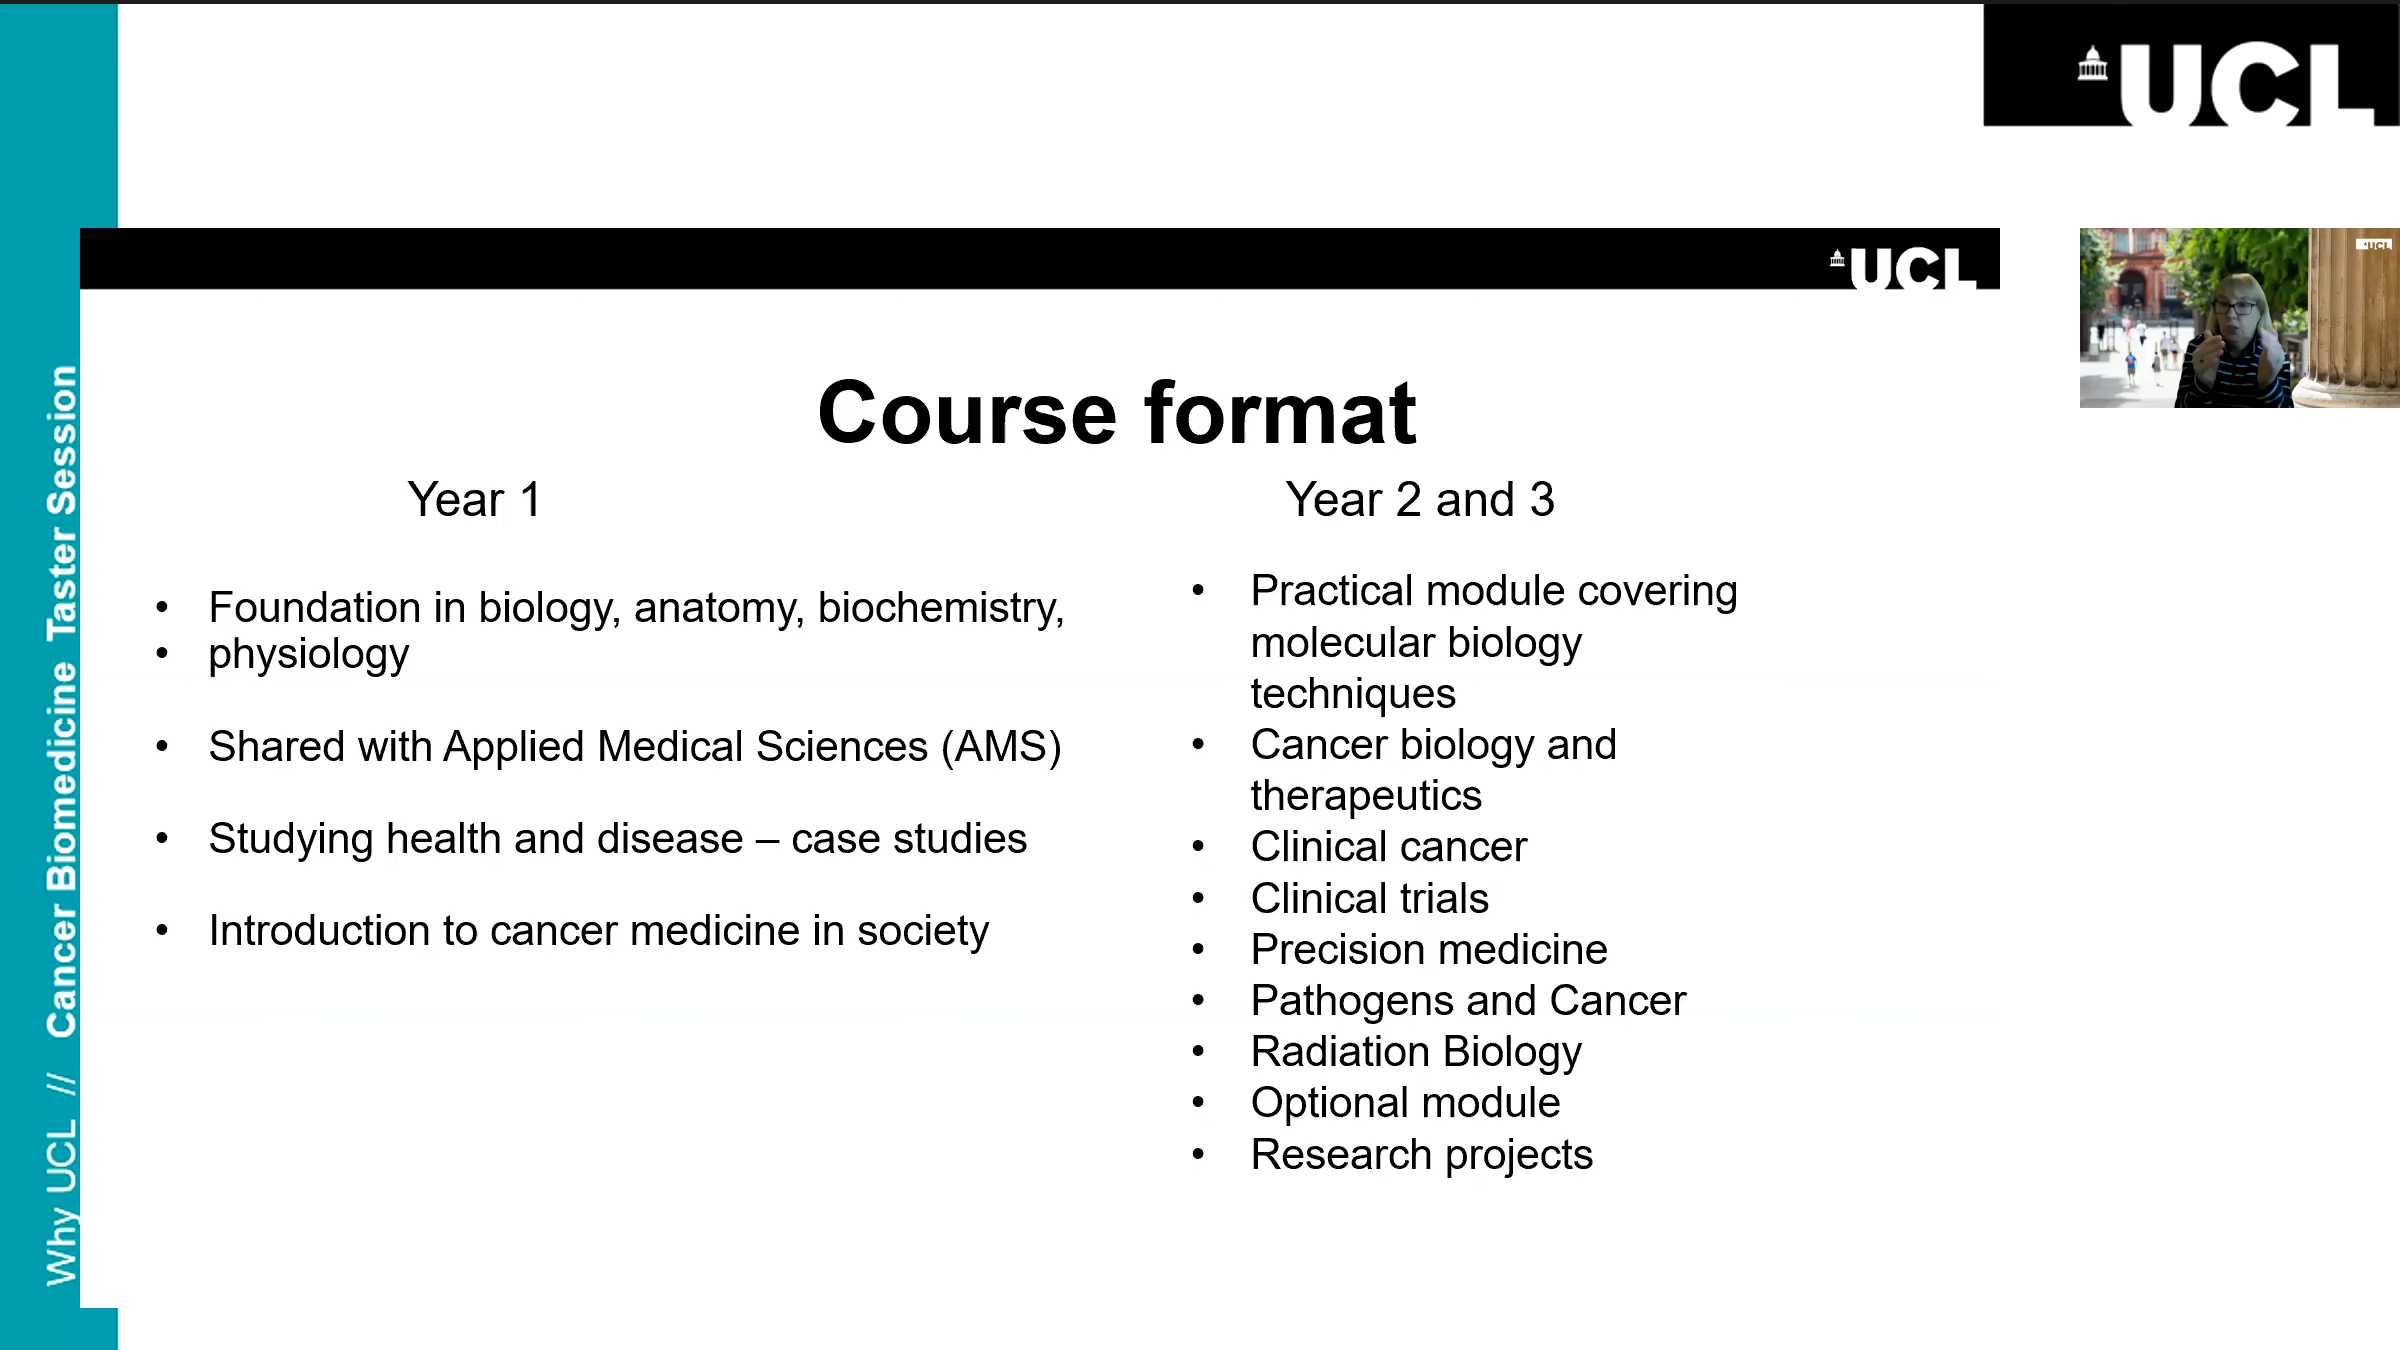 UCL
UCL
UCL
Why UCL // Cancer Biomedicine Taster Session
Course format
Year 1
• Foundation in biology, anatomy, biochemistry,
• physiology
• Shared with Applied Medical Sciences (AMS)
• Studying health and disease – case studies
• Introduction to cancer medicine in society
Year 2 and 3
• Practical module covering
molecular biology
techniques
• Cancer biology and
therapeutics
• Clinical cancer
• Clinical trials
• Precision medicine
• Pathogens and Cancer
• Radiation Biology
• Optional module
• Research projects